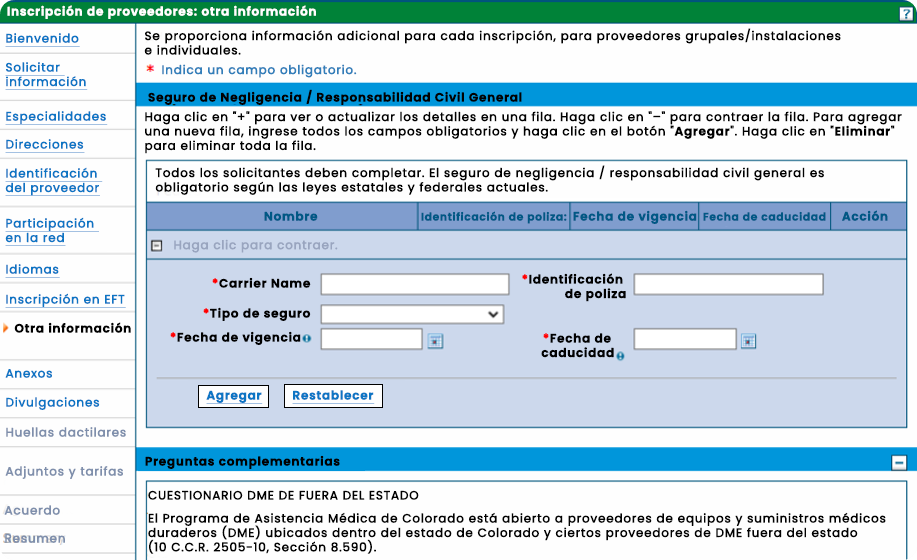 Inscripción de proveedores: otra información
?
Bienvenido
Solicitar
información
Especialidades
Direcciones
Identificación
del proveedor
Participación
en la red
Idiomas
Inscripción en EFT
Otra información
Anexos
Divulgaciones
Huellas dactilares
Adjuntos y tarifas
Acuerdo
Resumen
Se proporciona información adicional para cada inscripción, para proveedores grupales/instalaciones
e individuales.
* Indica un campo obligatorio.
Seguro de Negligencia / Responsabilidad Civil General
Haga clic en "+" para ver o actualizar los detalles en una fila. Haga clic en "–" para contraer la fila. Para agregar
una nueva fila, ingrese todos los campos obligatorios y haga clic en el botón "Agregar". Haga clic en "Eliminar"
para eliminar toda la fila.
Todos los solicitantes deben completar. El seguro de negligencia / responsabilidad civil general es
obligatorio según las leyes estatales y federales actuales.
Nombre Identificación de poliza: Fecha de vigencia Fecha de caducidad Acción
Haga clic para contraer.
*Carrier Name
*Identificación
de poliza
*Tipo de seguro
*Fecha de vigencia
*Fecha de
caducidad
Agregar Restablecer
Preguntas complementarias
CUESTIONARIO DME DE FUERA DEL ESTADO
El Programa de Asistencia Médica de Colorado está abierto a proveedores de equipos y suministros médicos
duraderos (DME) ubicados dentro del estado de Colorado y ciertos proveedores de DME fuera del estado
(10 C.C.R. 2505-10, Sección 8.590).